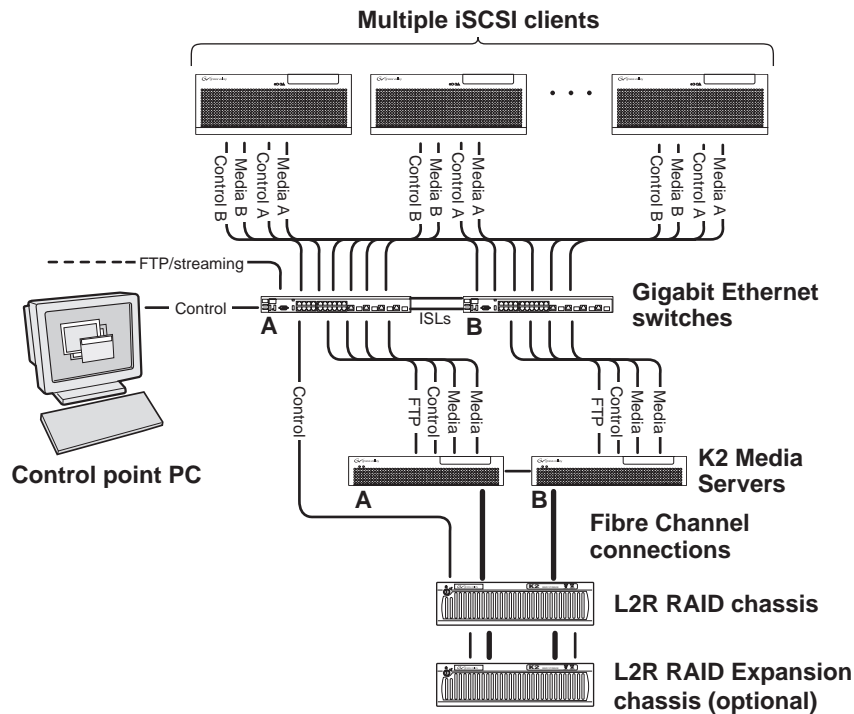 Multiple iSCSI clients
Control B
Media B
Control A
Media A
Control B
Media B
Control A
Media A
Control B
Media B
Control A
Media A
FTP/streaming
Control
A
ISLs
B
Gigabit Ethernet
switches
Control
FTP
Control
Media
Media
FTP
Control
Media
Media
Control point PC
A
B
K2 Media
Servers
Fibre Channel
connections
K2
L2R RAID chassis
K2
L2R RAID Expansion
chassis (optional)